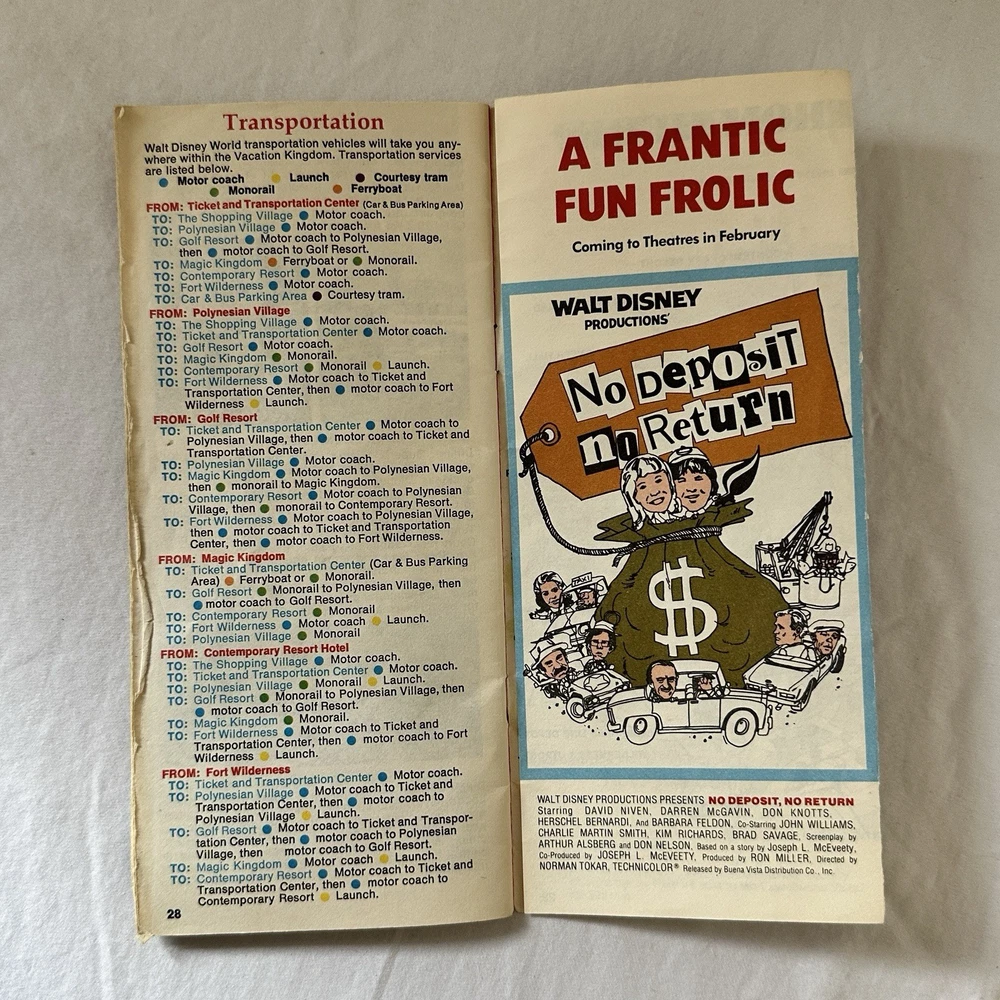 Transportation
Walt Disney World transportation vehicles will take you any-
where within the Vacation Kingdom. Transportation services
are listed below.
Motor coach Launch Courtesy tram
Monorail Ferryboat
FROM: Ticket and Transportation Center (Car & Bus Parking Area)
TO: The Shopping Village Motor coach.
TO: Polynesian Village Motor coach.
TO: Golf Resort Motor coach to Polynesian Village,
then motor coach to Golf Resort.
TO: Magic Kingdom Ferryboat or Monorail.
TO: Contemporary Resort Motor coach.
TO: Fort Wilderness Motor coach.
TO: Car & Bus Parking Area Courtesy tram.
FROM: Polynesian Village
TO: The Shopping Village Motor coach.
TO: Ticket and Transportation Center Motor coach.
TO: Golf Resort Motor coach.
TO: Magic Kingdom Monorail.
TO: Contemporary Resort Monorail Launch.
TO: Fort Wilderness Motor coach to Ticket and
Transportation Center, then motor coach to Fort
Wilderness Launch.
FROM: Golf Resort
TO: Ticket and Transportation Center Motor coach to
Polynesian Village, then motor coach to Ticket and
Transportation Center.
TO: Polynesian Village Motor coach.
TO: Magic Kingdom Motor coach to Polynesian Village,
then monorail to Magic Kingdom.
TO: Contemporary Resort Motor coach to Polynesian
Village, then monorail to Contemporary Resort.
TO: Fort Wilderness Motor coach to Polynesian Village,
then motor coach to Ticket and Transportation
Center, then motor coach to Fort Wilderness.
FROM: Magic Kingdom
TO: Ticket and Transportation Center (Car & Bus Parking
Area) Ferryboat or Monorail.
TO: Golf Resort Monorail to Polynesian Village, then
motor coach to Golf Resort.
TO: Contemporary Resort Monorail
TO: Fort Wilderness Motor coach Launch.
TO: Polynesian Village Monorail
FROM: Contemporary Resort Hotel
TO: The Shopping Village Motor coach.
TO: Ticket and Transportation Center Motor coach.
TO: Polynesian Village Monorail Launch.
TO: Golf Resort Monorail to Polynesian Village, then
motor coach to Golf Resort.
TO: Magic Kingdom Monorail.
TO: Fort Wilderness Motor coach to Ticket and
Transportation Center, then motor coach to Fort
Wilderness Launch.
FROM: Fort Wilderness
TO: Ticket and Transportation Center Motor coach.
TO: Polynesian Village Motor coach to Ticket and
Transportation Center, then motor coach to
Polynesian Village Launch.
TO: Golf Resort Motor coach to Ticket and Transpor-
tation Center, then motor coach to Polynesian
Village, then motor coach to Golf Resort.
TO: Magic Kingdom Motor coach Launch.
TO: Contemporary Resort Motor coach to Ticket and
Transportation Center, then motor coach to
Contemporary Resort Launch.
28
A FRANTIC
FUN FROLIC
Coming to Theatres in February
WALT DISNEY
PRODUCTIONS'
No Deposit
no Return
TAXI
$
WALT DISNEY PRODUCTIONS PRESENTS NO DEPOSIT, NO RETURN
Starring DAVID NIVEN, DARREN McGAVIN, DON KNOTTS,
HERSCHEL BERNARDI, And BARBARA FELDON, Co-Starring JOHN WILLIAMS,
CHARLIE MARTIN SMITH, KIM RICHARDS, BRAD SAVAGE, Screenplay by
ARTHUR ALSBERG and DON NELSON, Based on a story by Joseph L. McEveety,
Co-Produced by JOSEPH L. McEVEETY, Produced by RON MILLER, Directed by
NORMAN TOKAR, TECHNICOLOR® Released by Buena Vista Distribution Co., Inc.